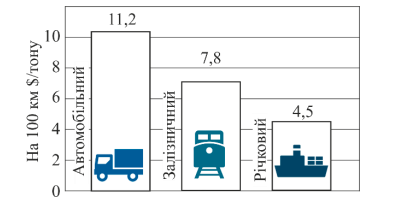 На 100 км $/тону
10
8
6
4
2
0
11,2
Автомобільний
7,8
Залізничний
4,5
Річковий